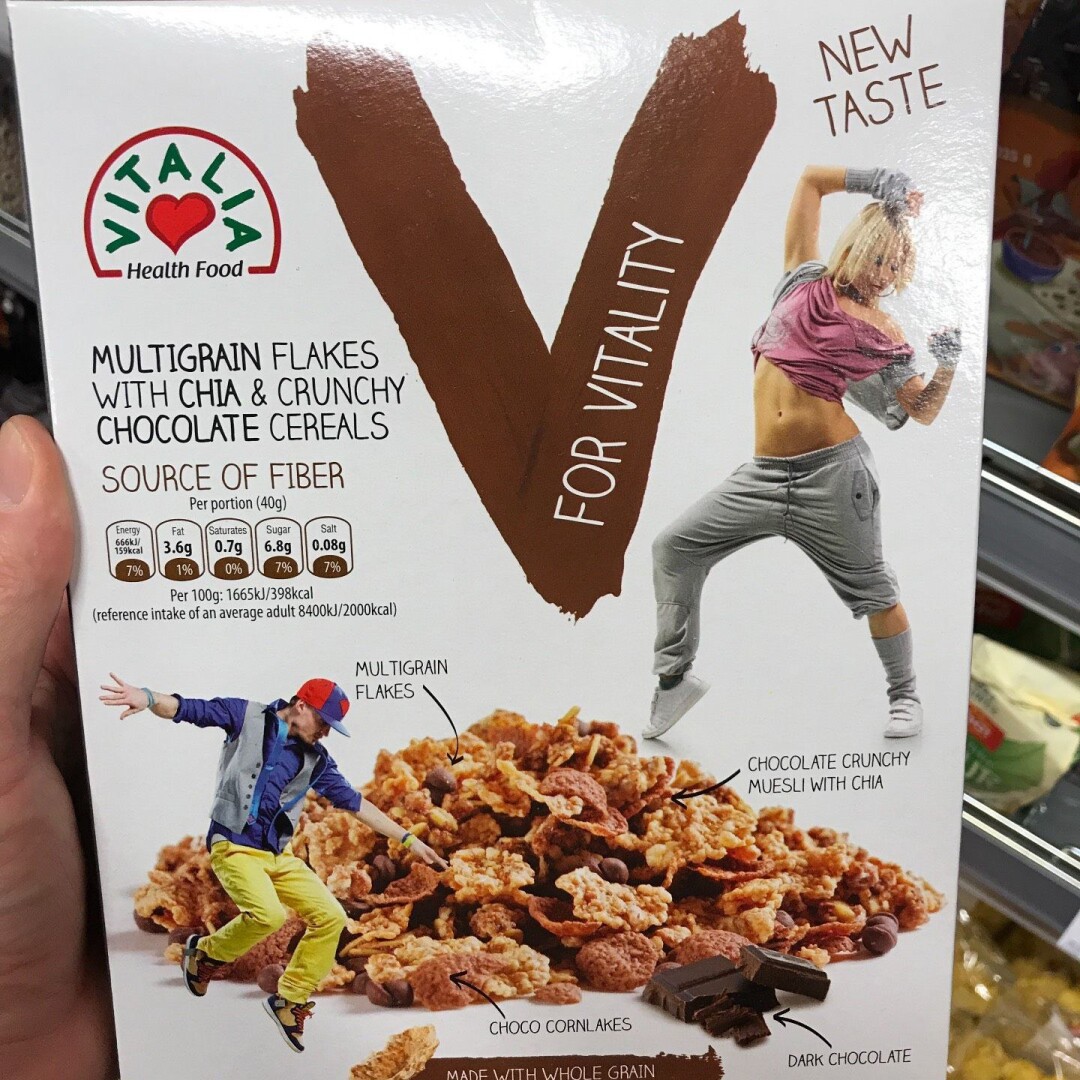 NEW
TASTE
VITALIA
Health Food
FOR VITALITY
MULTIGRAIN FLAKES
WITH CHIA & CRUNCHY
CHOCOLATE CEREALS
SOURCE OF FIBER
Per portion (40g)
Energy
666kJ/
159kcal
7%
Fat
3.6g
1%
Saturates
0.7g
0%
Sugar
6.8g
7%
Salt
0.08g
7%
Per 100g: 1665kJ/398kcal
(reference intake of an average adult 8400kJ/2000kcal)
MULTIGRAIN
FLAKES
CHOCOLATE CRUNCHY
MUESLI WITH CHIA
CHOCO CORNLAKES
DARK CHOCOLATE
MADE WITH WHOLE GRAIN